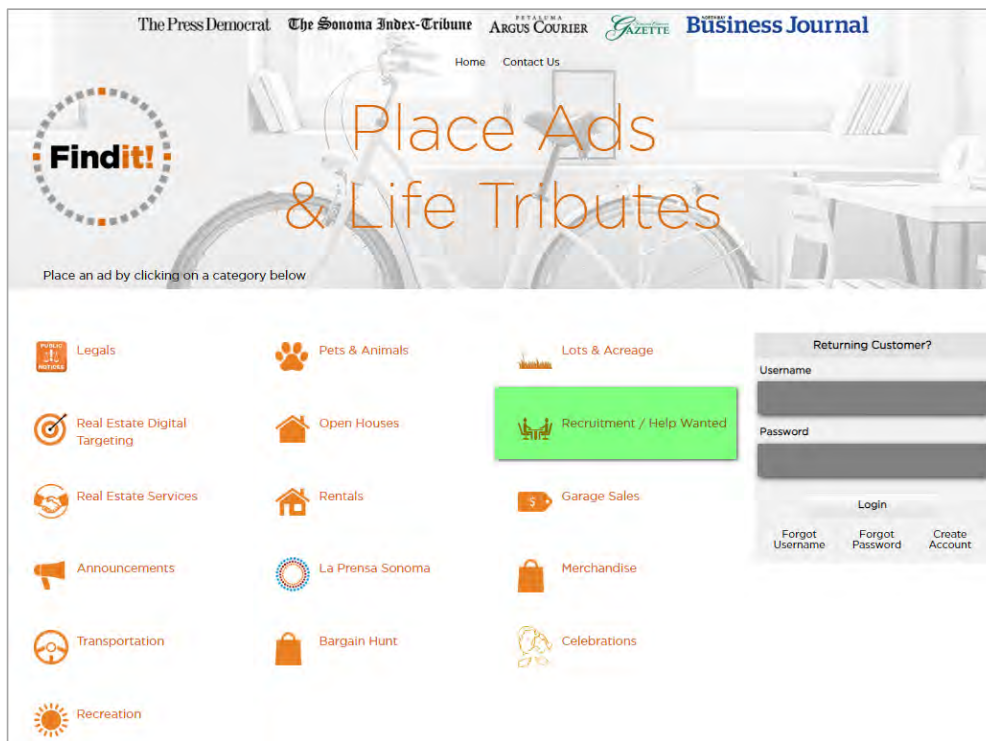 The Press Democrat The Sonoma Index-Tribune PETALUMA ARGUS COURIER GAZETTE Business Journal
Home Contact Us
Findit!
Place Ads
& Life Tributes
Place an ad by clicking on a category below
PUBLIC NOTICES Legals
Pets & Animals
Lots & Acreage
Real Estate Digital
Targeting
Open Houses
Recruitment / Help Wanted
Real Estate Services
Rentals
$ Garage Sales
Announcements
La Prensa Sonoma
Merchandise
Transportation
Bargain Hunt
Celebrations
Recreation
Returning Customer?
Username
Password
Login
Forgot Username
Forgot Password
Create Account